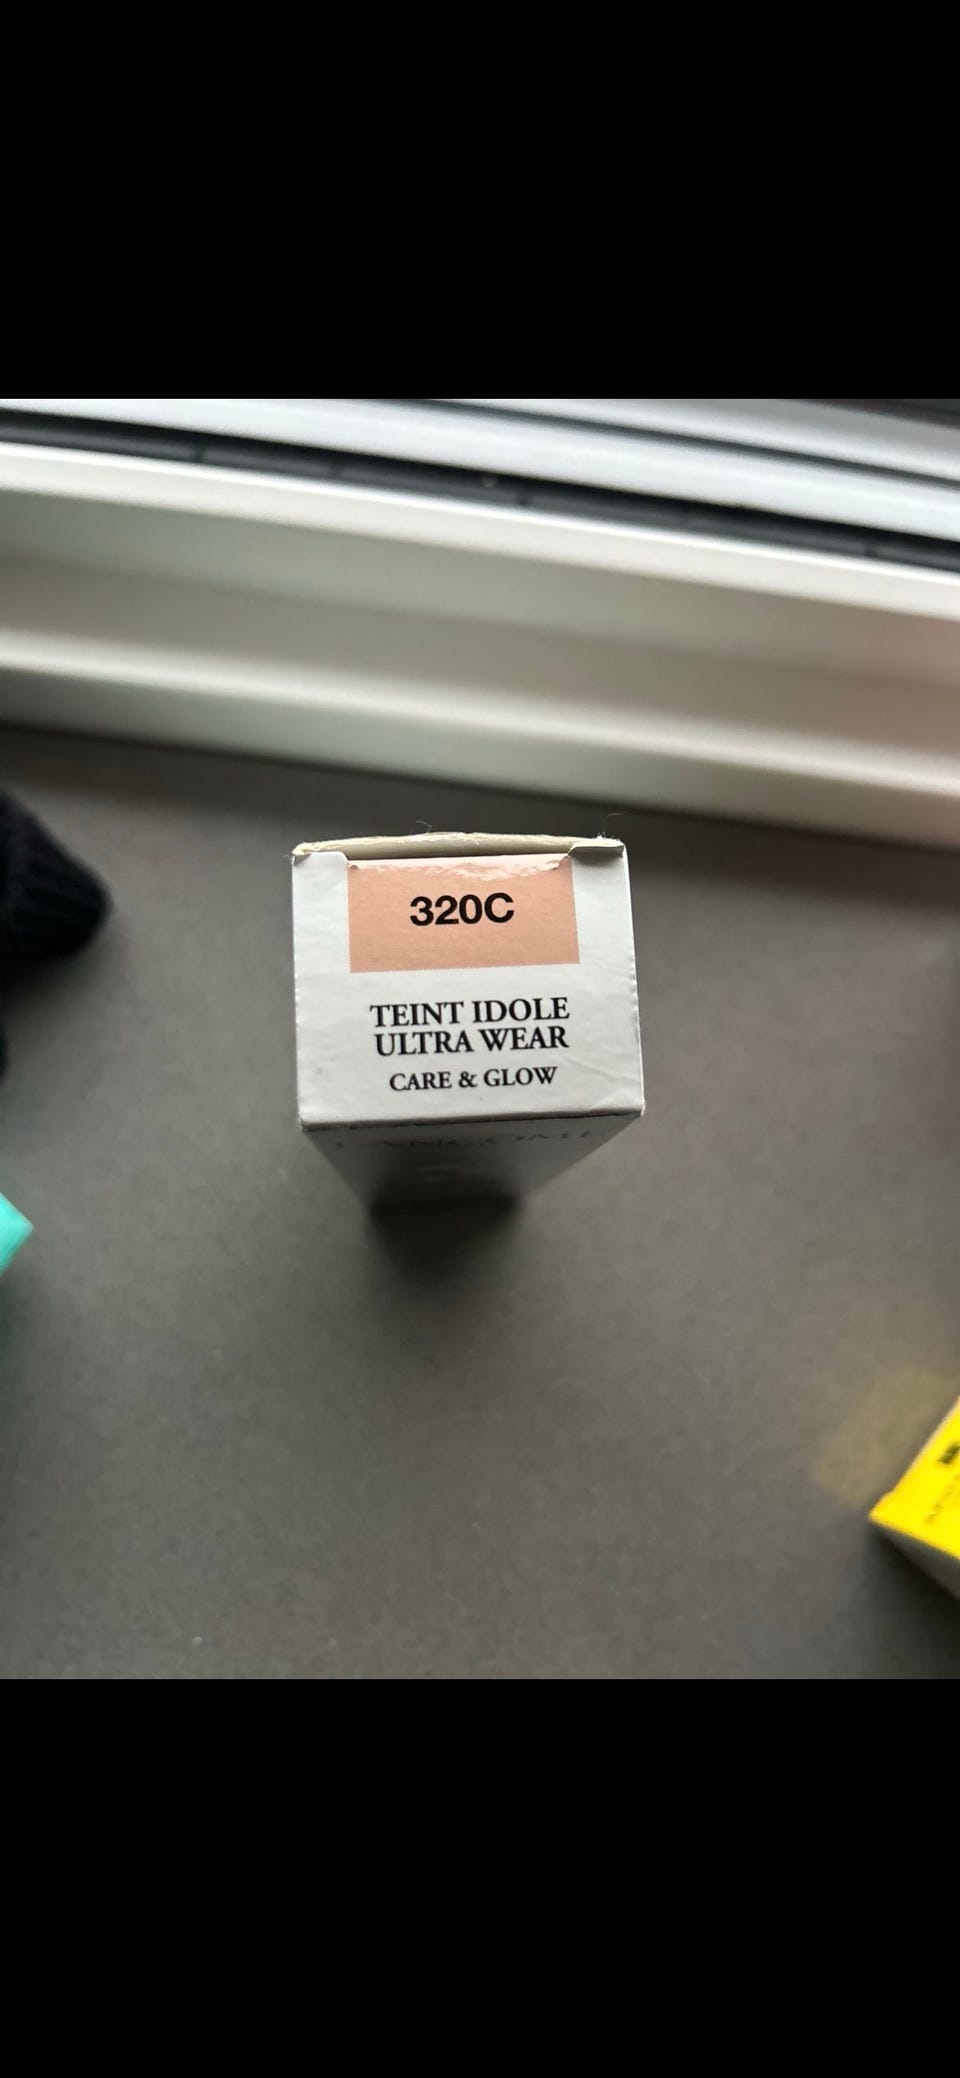 320C
TEINT IDOLE
ULTRA WEAR
CARE & GLOW